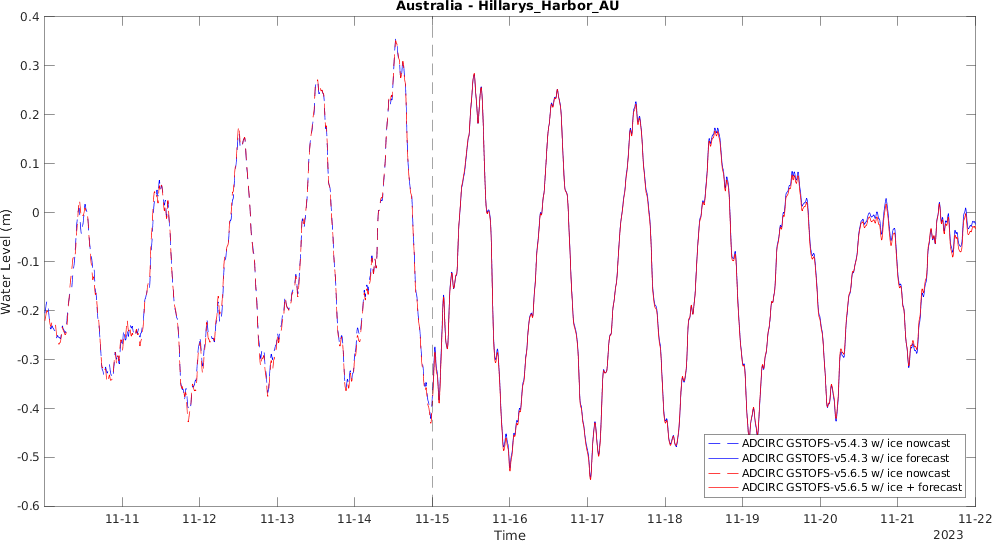 Australia - Hillarys_Harbor_AU
0.4
0.3
0.2
0.1
0
-0.1
-0.2
-0.3
-0.4
-0.5
-0.6
Water Level (m)
ADCIRC GSTOFS-v5.4.3 w/ ice nowcast
ADCIRC GSTOFS-v5.4.3 w/ ice forecast
ADCIRC GSTOFS-v5.6.5 w/ ice nowcast
ADCIRC GSTOFS-v5.6.5 w/ ice + forecast
11-11 11-12 11-13 11-14 11-15 11-16 11-17 11-18 11-19 11-20 11-21 11-22
Time
2023